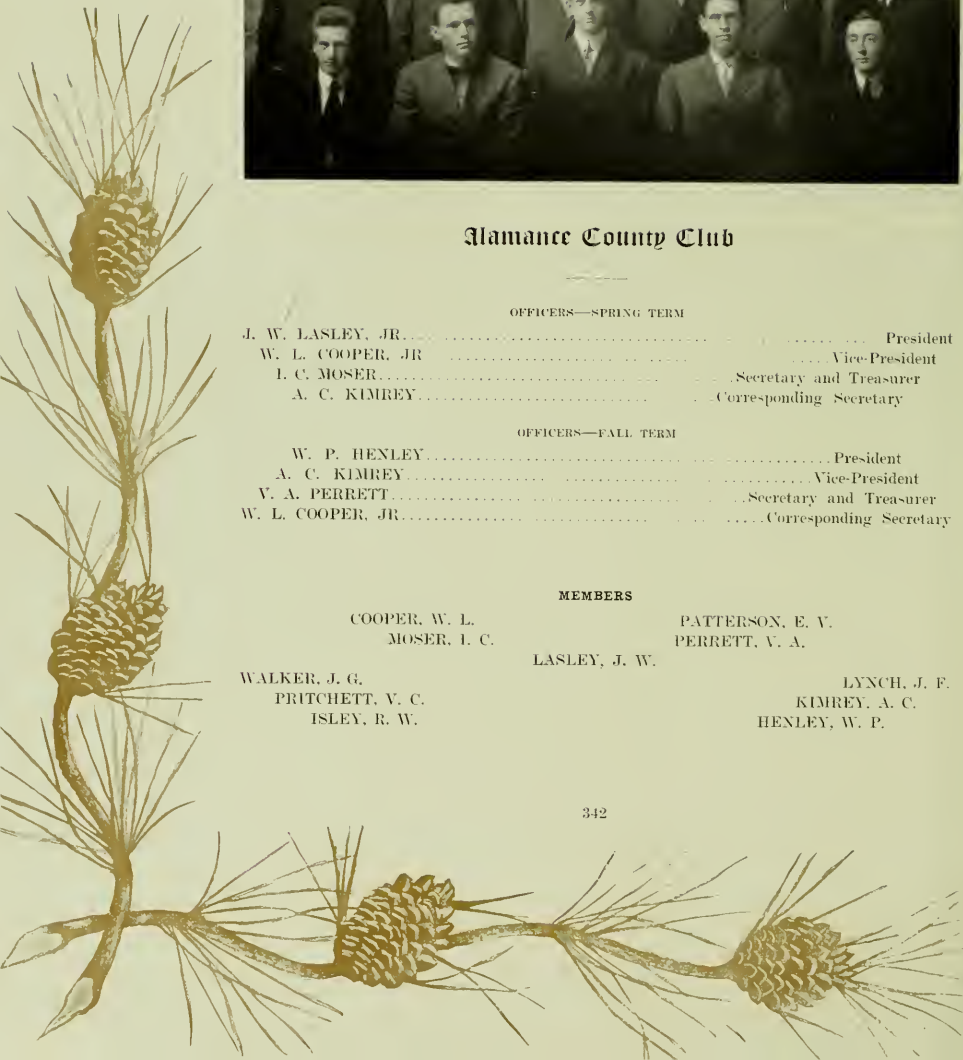 Alamance County Club
OFFICERS—SPRING TERM
J. W. LASLEY, JR. President
W. L. COOPER, JR Vice-President
I. C. MOSER Secretary and Treasurer
A. C. KIMREY Corresponding Secretary
OFFICERS—FALL TERM
W. P. HENLEY President
A. C. KIMREY Vice-President
V. A. PERRETT Secretary and Treasurer
W. L. COOPER, JR. Corresponding Secretary
MEMBERS
COOPER, W. L. PATTERSON, E. V.
MOSER, I. C. PERRETT, V. A.
LASLEY, J. W.
WALKER, J. G. LYNCH, J. F.
PRITCHETT, V. C. KIMREY, A. C.
ISLEY, R. W. HENLEY, W. P.
342